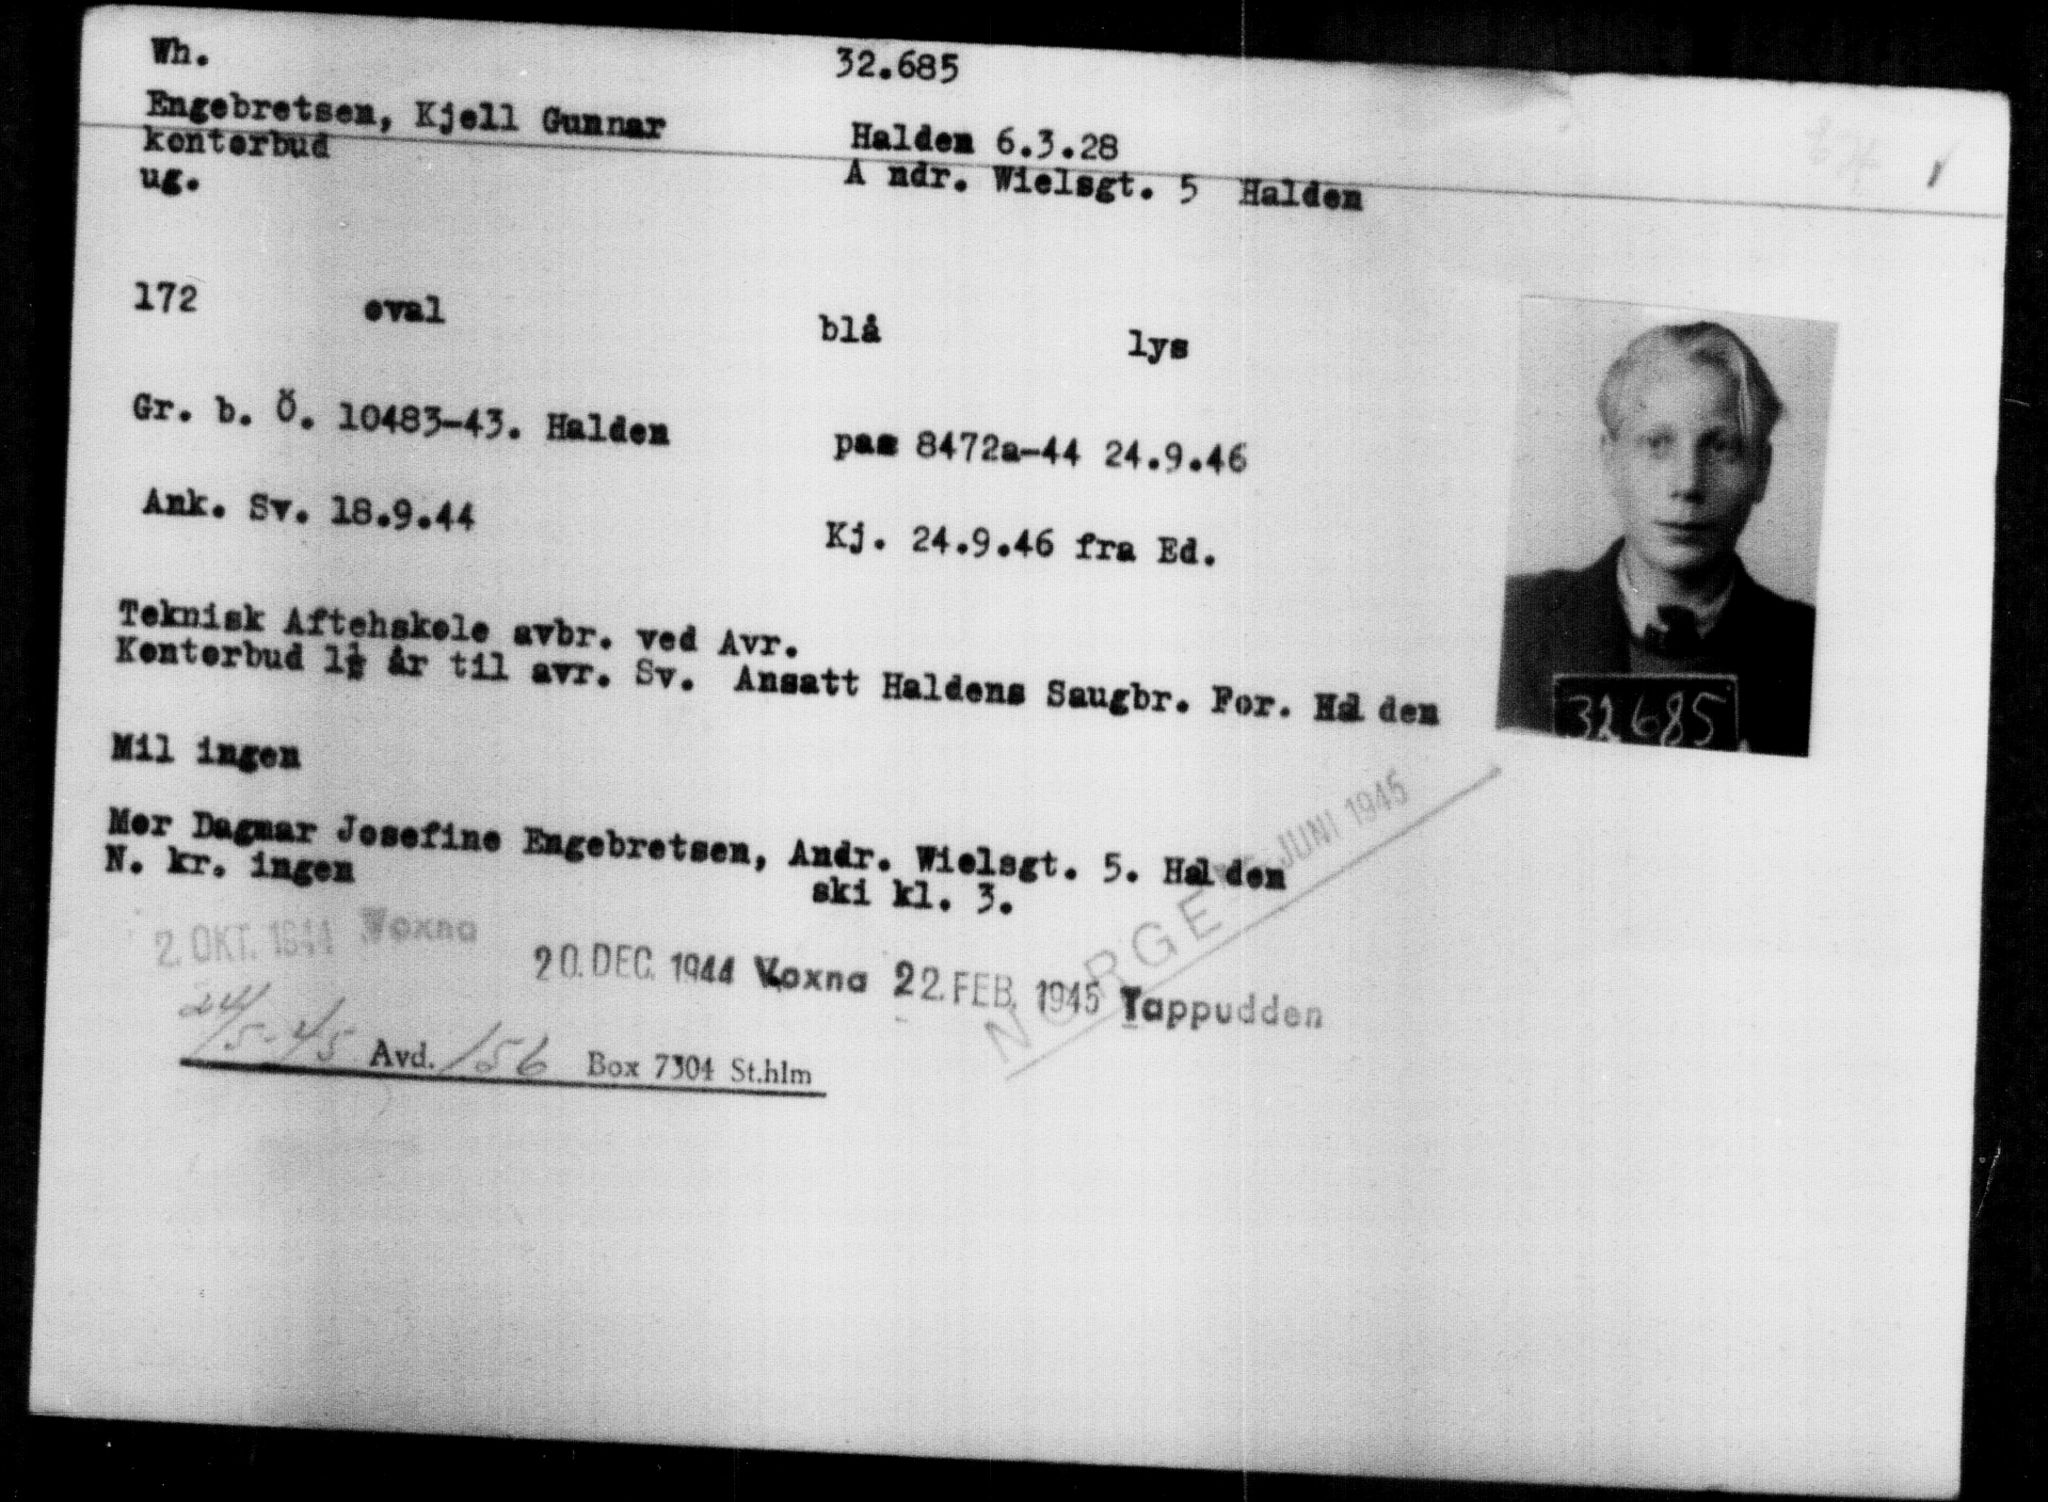 Wh. 32.685
Engebretsen, Kjell Gunnar Halden 6.3.28
kontorbud A ndr. Wielsgt. 5 Halden
ug.
172 oval blå lys
Gr. b. Ö. 10483-43. Halden pas 8472a-44 24.9.46
Ank. Sv. 18.9.44 Kj. 24.9.46 fra Ed.
Teknisk Aftehskole avbr. ved Avr.
Kontorbud 1½ år til avr. Sv. Ansatt Haldens Saugbr. For. Hal den
Mil ingen
Mor Dagmar Josefine Engebretsen, Andr. Wielsgt. 5. Hal den
N. kr. ingen ski kl. 3.
2. OKT. 1944 Voxna
20. DEC. 1944 Voxna 22. FEB. 1945 Tappudden
NORGE JUNI 1945
24/5-45 Avd. 156 Box 7304 St.hlm
32685